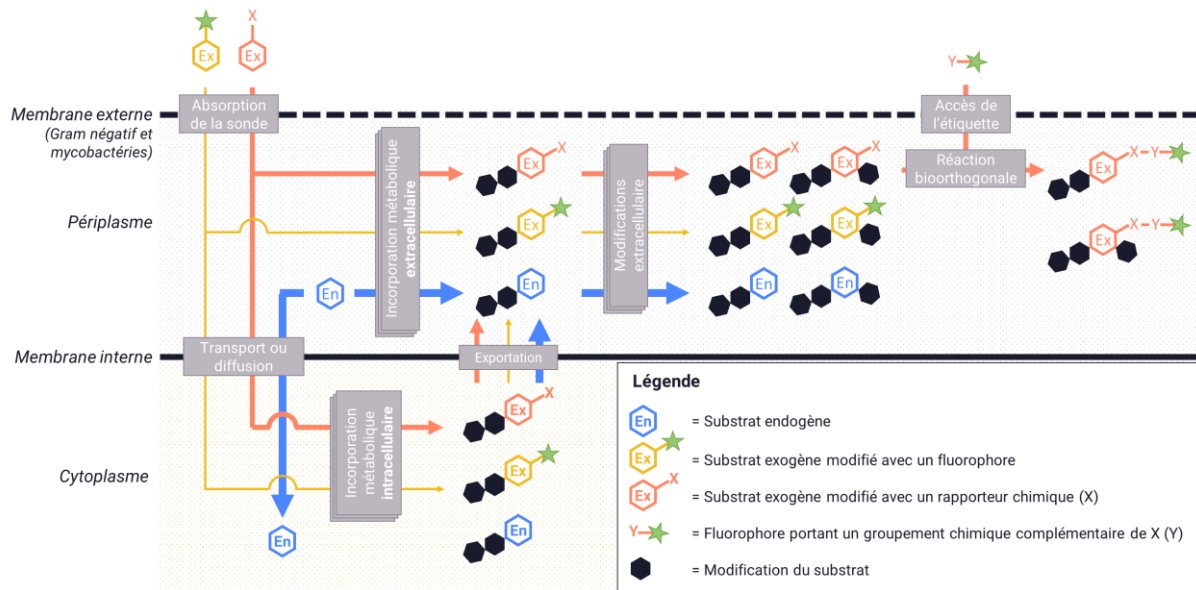 X
Ex
Ex
Membrane externe
(Gram négatif et
mycobactéries)
Absorption
de la sonde
Y
Accès de
l'étiquette
Réaction
bioorthogonale
Périplasme
Incorporation métabolique
extracellulaire
Modifications
extracellulaire
Ex
X
Ex
X
Ex
X
Ex
X
Y
Ex
Ex
Ex
Ex
X
Y
En
En
En
En
Membrane interne
Transport ou
diffusion
Exportation
Cytoplasme
Incorporation
métabolique
intracellulaire
Ex
X
Ex
En
En
Légende
En
= Substrat endogène
Ex
= Substrat exogène modifié avec un fluorophore
Ex
X
= Substrat exogène modifié avec un rapporteur chimique (X)
Y
= Fluorophore portant un groupement chimique complémentaire de X (Y)
= Modification du substrat